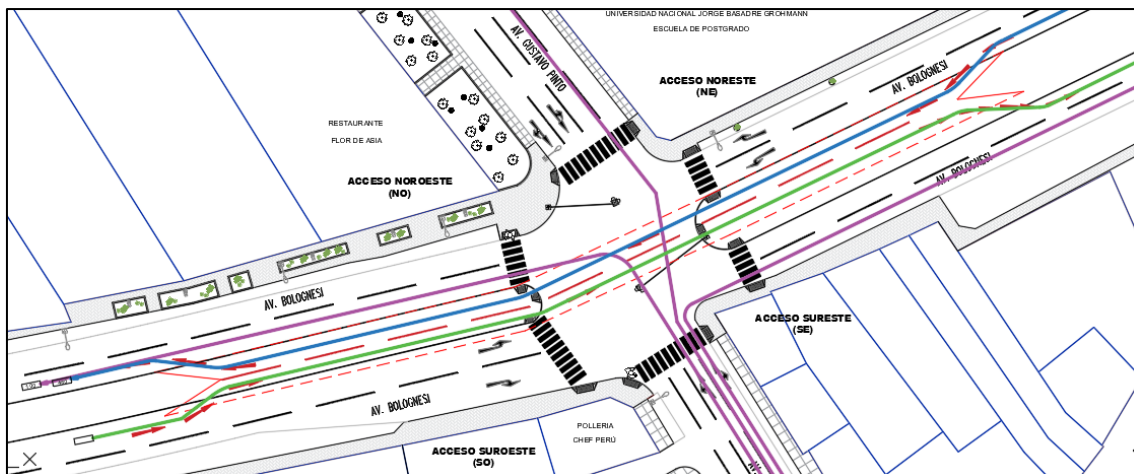 UNIVERSIDAD NACIONAL JORGE BASADRE GROHMANN
ESCUELA DE POSTGRADO
AV. GUSTAVO PINTO
ACCESO NORESTE
(NE)
AV. BOLOGNESI
RESTAURANTE
FLOR DE ASIA
AV. BOLOGNESI
ACCESO NOROESTE
(NO)
AV. BOLOGNESI
ACCESO SURESTE
(SE)
AV. BOLOGNESI
POLLERIA
CHEF PERÚ
ACCESO SUROESTE
(SO)